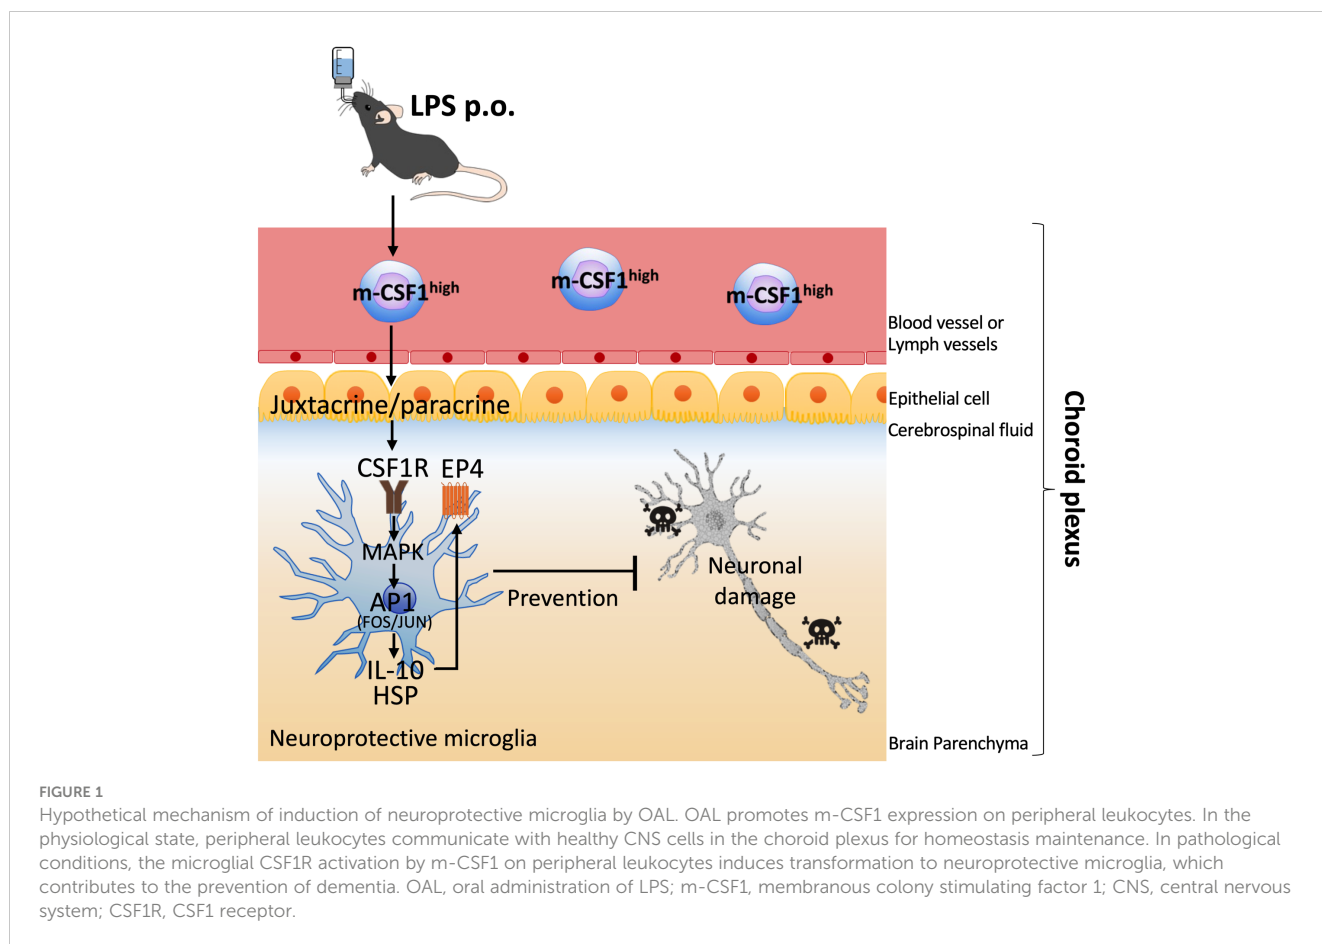 LPS p.o.
m-CSF1high
m-CSF1high
m-CSF1high
Blood vessel or
Lymph vessels
Epithelial cell
Juxtacrine/paracrine
Cerebrospinal fluid
Choroid plexus
CSF1R EP4
MAPK
AP1
(FOS/JUN)
IL-10
HSP
Prevention
Neuronal
damage
Neuroprotective microglia
Brain Parenchyma
FIGURE 1
Hypothetical mechanism of induction of neuroprotective microglia by OAL. OAL promotes m-CSF1 expression on peripheral leukocytes. In the
physiological state, peripheral leukocytes communicate with healthy CNS cells in the choroid plexus for homeostasis maintenance. In pathological
conditions, the microglial CSF1R activation by m-CSF1 on peripheral leukocytes induces transformation to neuroprotective microglia, which
contributes to the prevention of dementia. OAL, oral administration of LPS; m-CSF1, membranous colony stimulating factor 1; CNS, central nervous
system; CSF1R, CSF1 receptor.